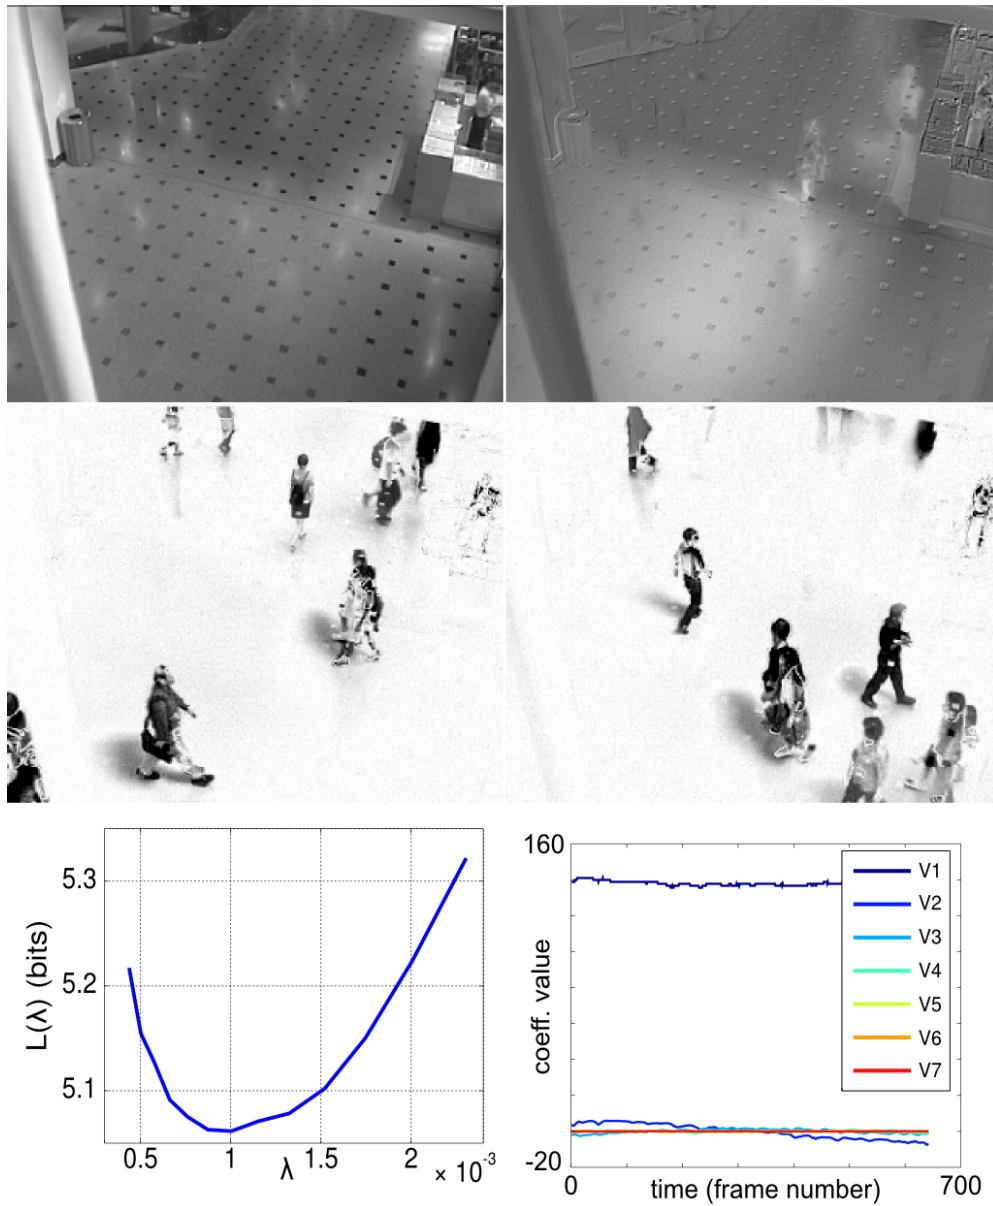 5.3
5.2
5.1
L(λ) (bits)
0.5
1
1.5
2
× 10⁻³
λ
160
-20
coeff. value
0
700
time (frame number)
V1
V2
V3
V4
V5
V6
V7